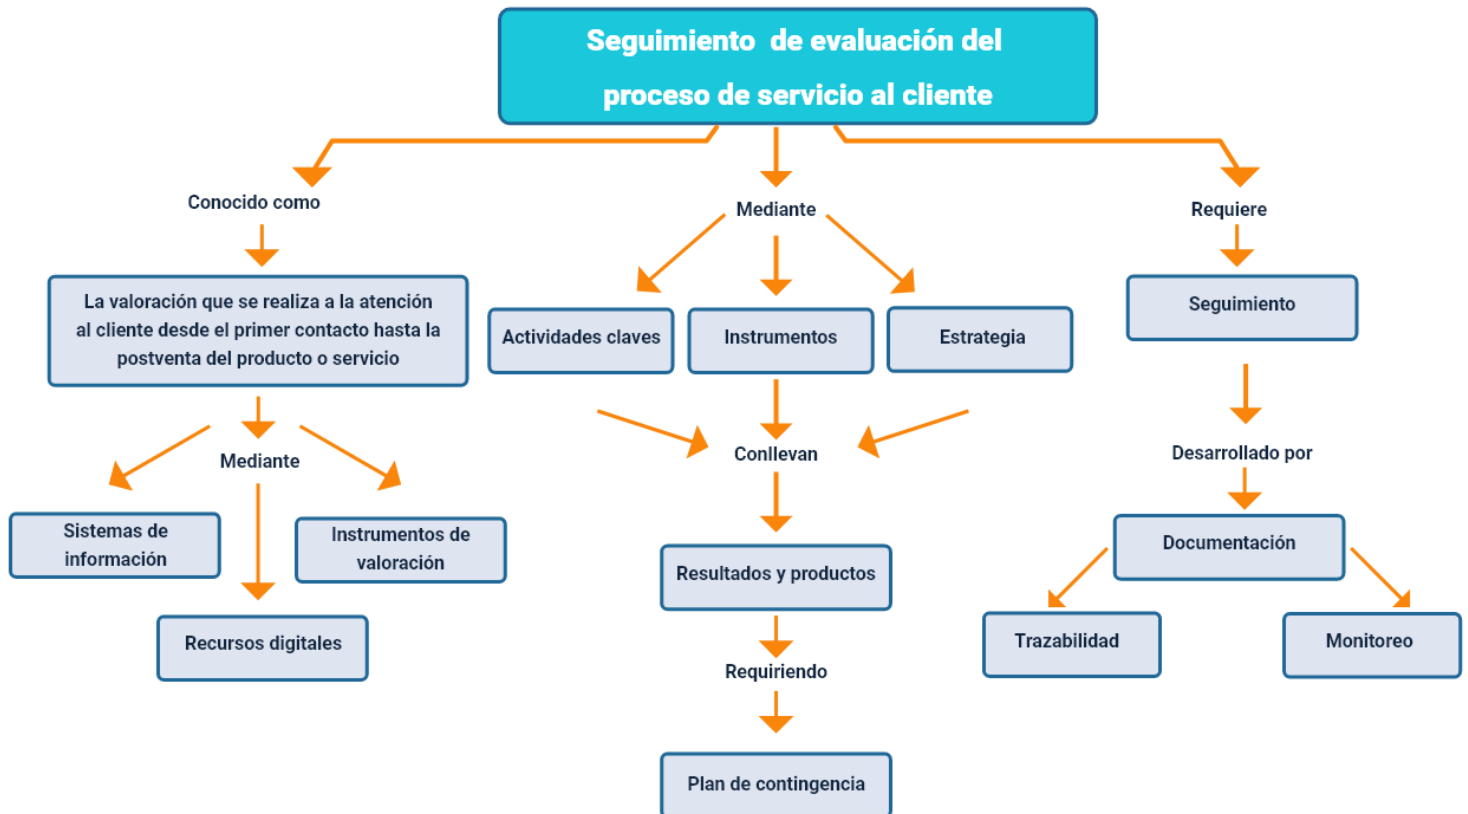 Seguimiento de evaluación del
proceso de servicio al cliente
Conocido como
Mediante
Requiere
La valoración que se realiza a la atención
al cliente desde el primer contacto hasta la
postventa del producto o servicio
Actividades claves
Instrumentos
Estrategia
Seguimiento
Mediante
Conllevan
Desarrollado por
Sistemas de
información
Instrumentos de
valoración
Recursos digitales
Resultados y productos
Documentación
Requiriendo
Trazabilidad
Monitoreo
Plan de contingencia